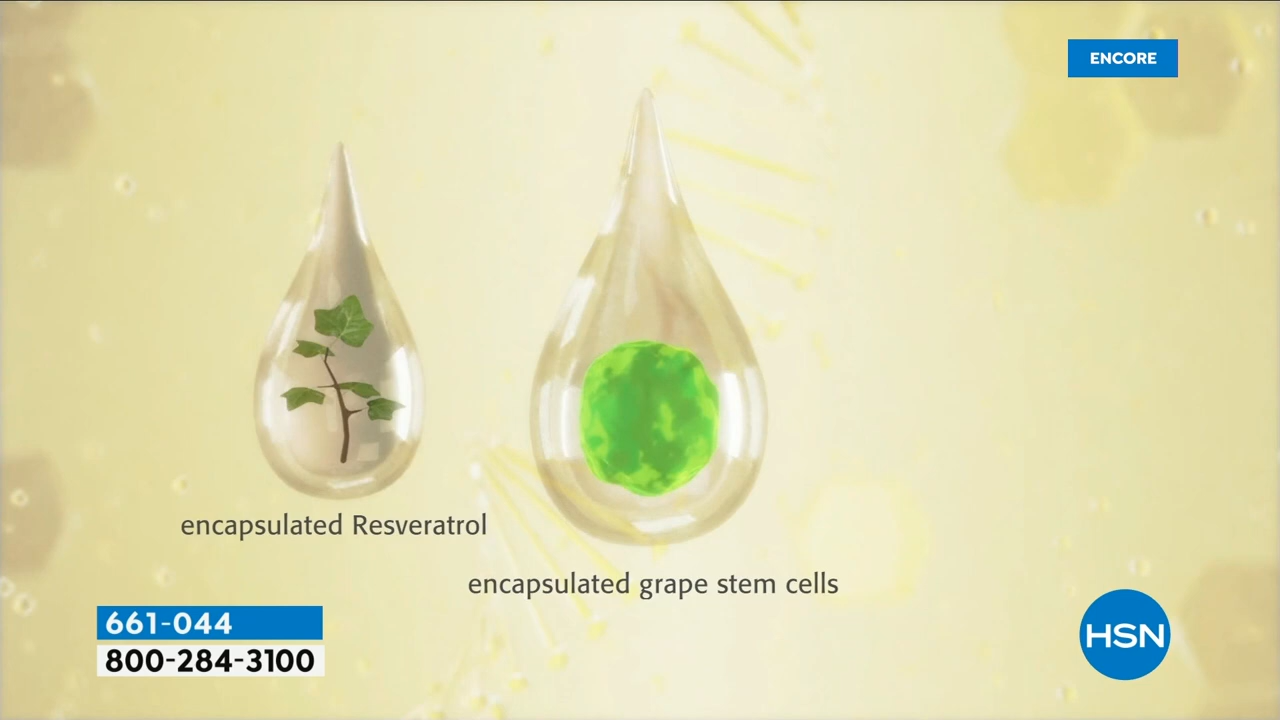 ENCORE
encapsulated Resveratrol
encapsulated grape stem cells
661-044
800-284-3100
HSN